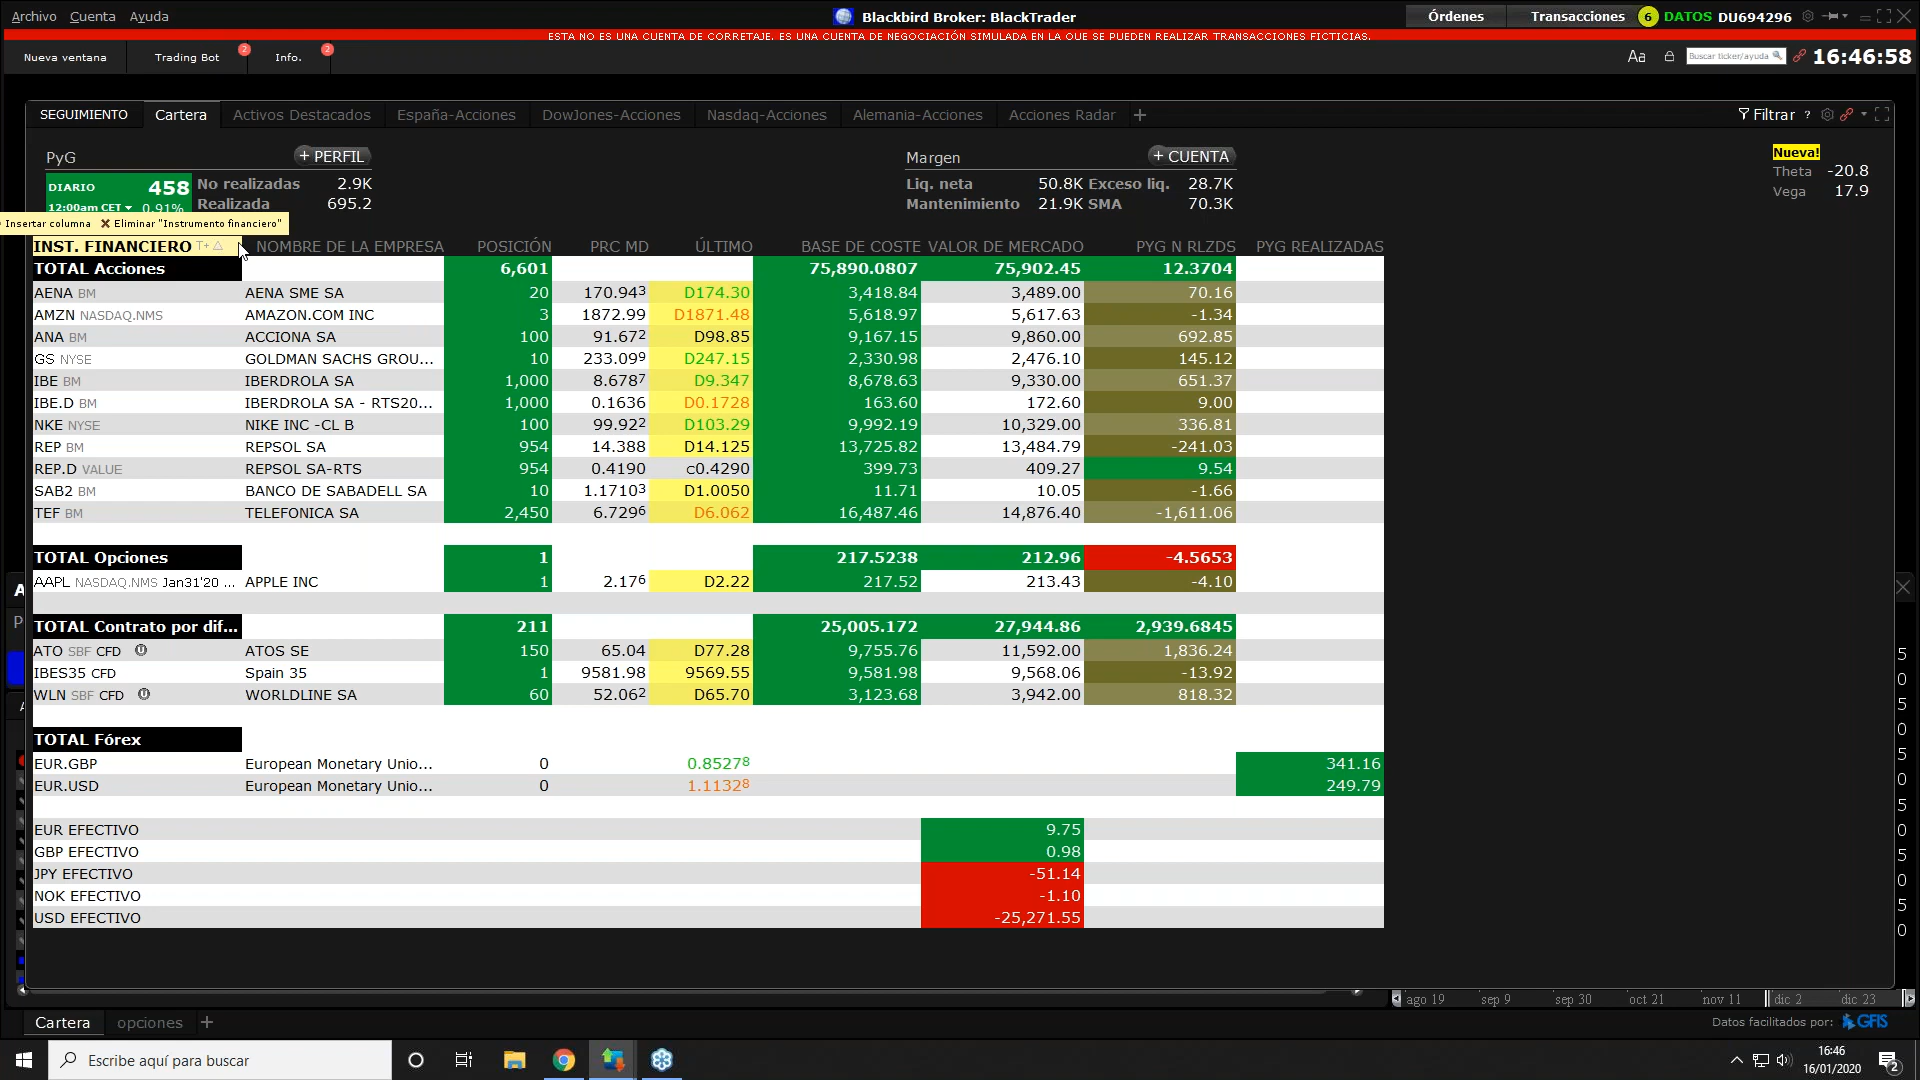 Archivo Cuenta Ayuda
Blackbird Broker: BlackTrader
Órdenes Transacciones 6 DATOS DU694296
ESTA NO ES UNA CUENTA DE CORRETAJE. ES UNA CUENTA DE NEGOCIACIÓN SIMULADA EN LA QUE SE PUEDEN REALIZAR TRANSACCIONES FICTICIAS.
Nueva ventana Trading Bot 2 Info. 2
Aa Buscar ticker/ayuda 16:46:58
SEGUIMIENTO Cartera Activos Destacados España-Acciones DowJones-Acciones Nasdaq-Acciones Alemania-Acciones Acciones Radar +
Filtrar ?
PyG + PERFIL
DIARIO 458
12:00am CET 0.91%
No realizadas 2.9K
Realizada 695.2
Margen + CUENTA
Liq. neta 50.8K Exceso liq. 28.7K
Mantenimiento 21.9K SMA 70.3K
Nueva!
Theta -20.8
Vega 17.9
Insertar columna Eliminar "Instrumento financiero"
INST. FINANCIERO T+ NOMBRE DE LA EMPRESA POSICIÓN PRC MD ÚLTIMO BASE DE COSTE VALOR DE MERCADO PYG N RLZDS PYG REALIZADAS
TOTAL Acciones 6,601 75,890.0807 75,902.45 12.3704
AENA BM AENA SME SA 20 170.943 D174.30 3,418.84 3,489.00 70.16
AMZN NASDAQ.NMS AMAZON.COM INC 3 1872.99 D1871.48 5,618.97 5,617.63 -1.34
ANA BM ACCIONA SA 100 91.672 D98.85 9,167.15 9,860.00 692.85
GS NYSE GOLDMAN SACHS GROU... 10 233.099 D247.15 2,330.98 2,476.10 145.12
IBE BM IBERDROLA SA 1,000 8.6787 D9.347 8,678.63 9,330.00 651.37
IBE.D BM IBERDROLA SA - RTS20... 1,000 0.1636 D0.1728 163.60 172.60 9.00
NKE NYSE NIKE INC -CL B 100 99.922 D103.29 9,992.19 10,329.00 336.81
REP BM REPSOL SA 954 14.388 D14.125 13,725.82 13,484.79 -241.03
REP.D VALUE REPSOL SA-RTS 954 0.4190 c0.4290 399.73 409.27 9.54
SAB2 BM BANCO DE SABADELL SA 10 1.17103 D1.0050 11.71 10.05 -1.66
TEF BM TELEFONICA SA 2,450 6.7296 D6.062 16,487.46 14,876.40 -1,611.06
TOTAL Opciones 1 217.5238 212.96 -4.5653
AAPL NASDAQ.NMS Jan31'20 ... APPLE INC 1 2.176 D2.22 217.52 213.43 -4.10
TOTAL Contrato por dif... 211 25,005.172 27,944.86 2,939.6845
ATO SBF CFD ATOS SE 150 65.04 D77.28 9,755.76 11,592.00 1,836.24
IBES35 CFD Spain 35 1 9581.98 9569.55 9,581.98 9,568.06 -13.92
WLN SBF CFD WORLDLINE SA 60 52.062 D65.70 3,123.68 3,942.00 818.32
TOTAL Fórex
EUR.GBP European Monetary Unio... 0 0.85278 341.16
EUR.USD European Monetary Unio... 0 1.11328 249.79
EUR EFECTIVO 9.75
GBP EFECTIVO 0.98
JPY EFECTIVO -51.14
NOK EFECTIVO -1.10
USD EFECTIVO -25,271.55
ago 19 sep 9 sep 30 oct 21 nov 11 dic 2 dic 23
Cartera opciones +
Datos facilitados por: GFIS
Escribe aquí para buscar
16:46
16/01/2020
2